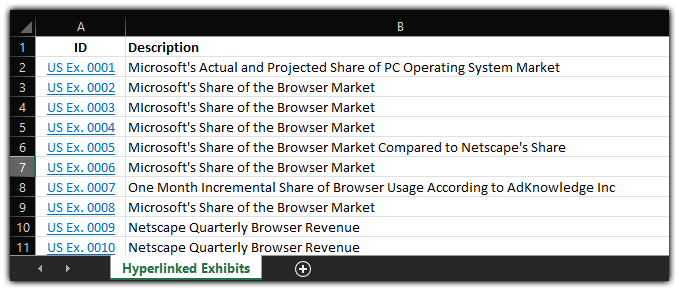 A B
1 ID Description
2 US Ex. 0001 Microsoft's Actual and Projected Share of PC Operating System Market
3 US Ex. 0002 Microsoft's Share of the Browser Market
4 US Ex. 0003 MIcrosoft's Share of the Browser Market
5 US Ex. 0004 Microsoft's Share of the Browser Market
6 US Ex. 0005 Microsoft's Share of the Browser Market Compared to Netscape's Share
7 US Ex. 0006 Microsoft's Share of the Browser Market
8 US Ex. 0007 One Month Incremental Share of Browser Usage According to AdKnowledge Inc
9 US Ex. 0008 Microsoft's Share of the Browser Market
10 US Ex. 0009 Netscape Quarterly Browser Revenue
11 US Ex. 0010 Netscape Quarterly Browser Revenue
Hyperlinked Exhibits